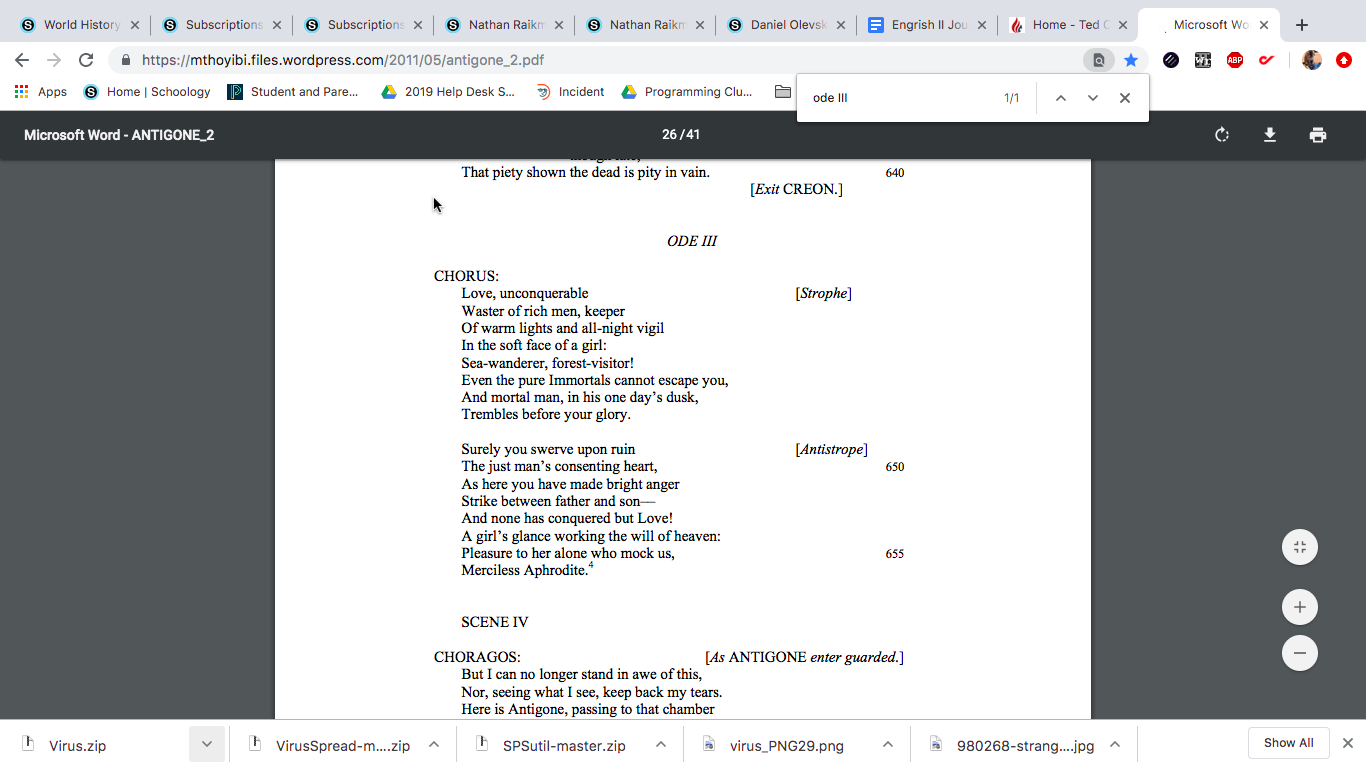 World History
Subscriptions
Subscriptions
Nathan Raikm
Nathan Raikm
Daniel Olevsk
Engrish II Jou
Home - Ted C
Microsoft Wo
https://mthoyibi.files.wordpress.com/2011/05/antigone_2.pdf
ABP
Apps
Home | Schoology
Student and Pare...
2019 Help Desk S...
Incident
Programming Clu...
ode III
1/1
Microsoft Word - ANTIGONE_2
26 / 41
That piety shown the dead is pity in vain. 640
[Exit CREON.]
ODE III
CHORUS:
Love, unconquerable [Strophe]
Waster of rich men, keeper
Of warm lights and all-night vigil
In the soft face of a girl:
Sea-wanderer, forest-visitor!
Even the pure Immortals cannot escape you,
And mortal man, in his one day's dusk,
Trembles before your glory.
Surely you swerve upon ruin [Antistrope]
The just man's consenting heart, 650
As here you have made bright anger
Strike between father and son—
And none has conquered but Love!
A girl's glance working the will of heaven:
Pleasure to her alone who mock us, 655
Merciless Aphrodite.4
SCENE IV
CHORAGOS: [As ANTIGONE enter guarded.]
But I can no longer stand in awe of this,
Nor, seeing what I see, keep back my tears.
Here is Antigone, passing to that chamber
Virus.zip
VirusSpread-m....zip
SPSutil-master.zip
virus_PNG29.png
980268-strang....jpg
Show All